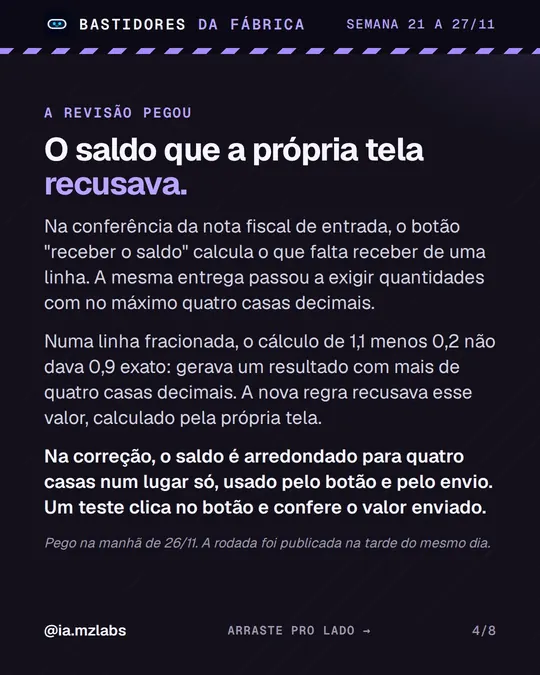 BASTIDORES DA FÁBRICA
SEMANA 21 A 27/11
A REVISÃO PEGOU
O saldo que a própria tela
recusava.
Na conferência da nota fiscal de entrada, o botão
"receber o saldo" calcula o que falta receber de uma
linha. A mesma entrega passou a exigir quantidades
com no máximo quatro casas decimais.
Numa linha fracionada, o cálculo de 1,1 menos 0,2 não
dava 0,9 exato: gerava um resultado com mais de
quatro casas decimais. A nova regra recusava esse
valor, calculado pela própria tela.
Na correção, o saldo é arredondado para quatro
casas num lugar só, usado pelo botão e pelo envio.
Um teste clica no botão e confere o valor enviado.
Pego na manhã de 26/11. A rodada foi publicada na tarde do mesmo dia.
@ia.mzlabs
ARRASTE PRO LADO →
4/8